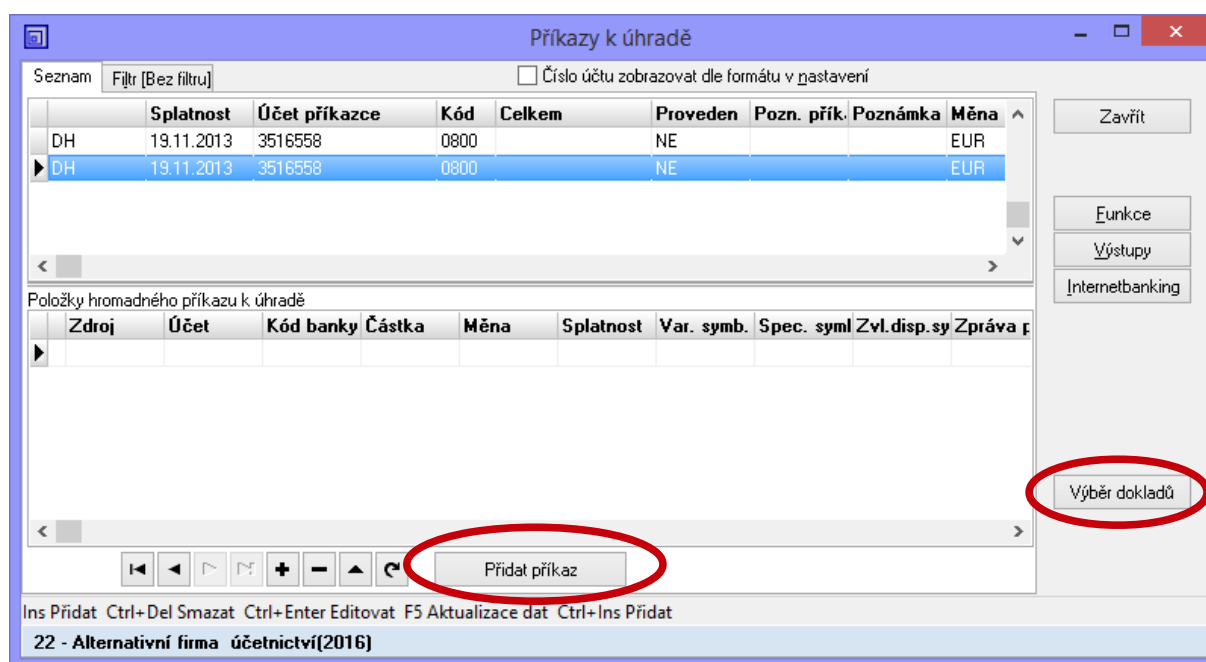 Příkazy k úhradě
Seznam Filtr [Bez filtru] Číslo účtu zobrazovat dle formátu v nastavení
Splatnost Účet příkazce Kód Celkem Proveden Pozn. přík. Poznámka Měna
DH 19.11.2013 3516558 0800 NE EUR
DH 19.11.2013 3516558 0800 NE EUR
Zavřít
Funkce
Výstupy
Internetbanking
Položky hromadného příkazu k úhradě
Zdroj Účet Kód banky Částka Měna Splatnost Var. symb. Spec. syml Zvl.disp.sy Zpráva p
Výběr dokladů
Přidat příkaz
Ins Přidat Ctrl+Del Smazat Ctrl+Enter Editovat F5 Aktualizace dat Ctrl+Ins Přidat
22 - Alternativní firma účetnictví(2016)